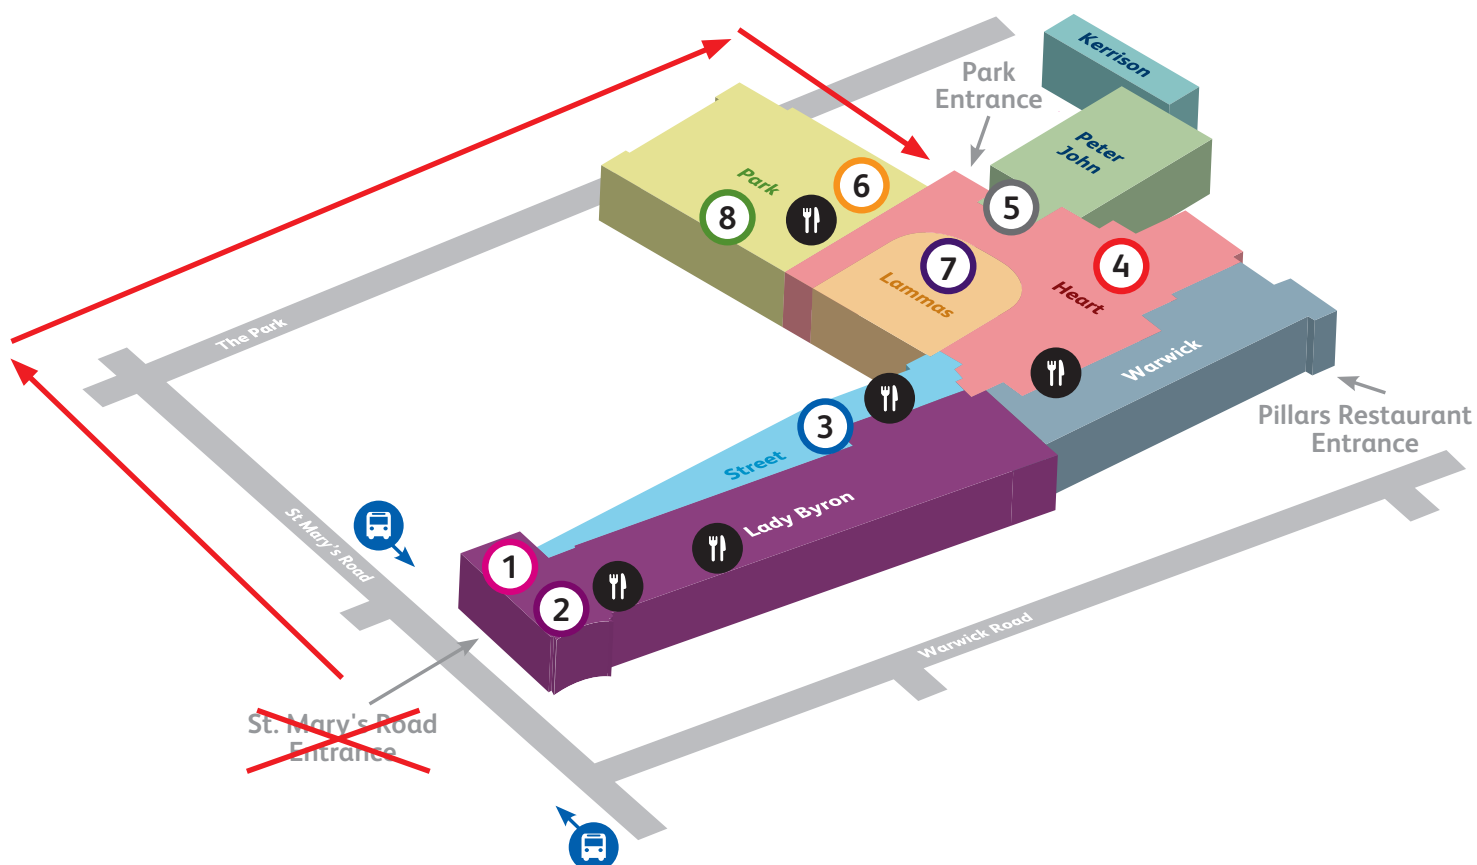 Kerrison
Park
Entrance
Peter
John
Park
6
8
5
7
4
Lammas
Heart
The Park
Warwick
Pillars Restaurant
Entrance
3
Street
Lady Byron
St Mary's Road
1
2
Warwick Road
St. Mary's Road
Entrance